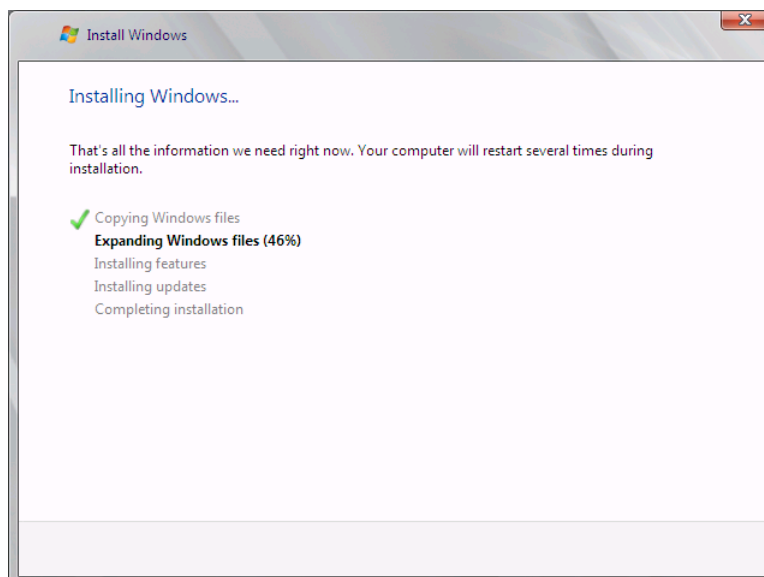 Install Windows
Installing Windows...
That's all the information we need right now. Your computer will restart several times during
installation.
Copying Windows files
Expanding Windows files (46%)
Installing features
Installing updates
Completing installation